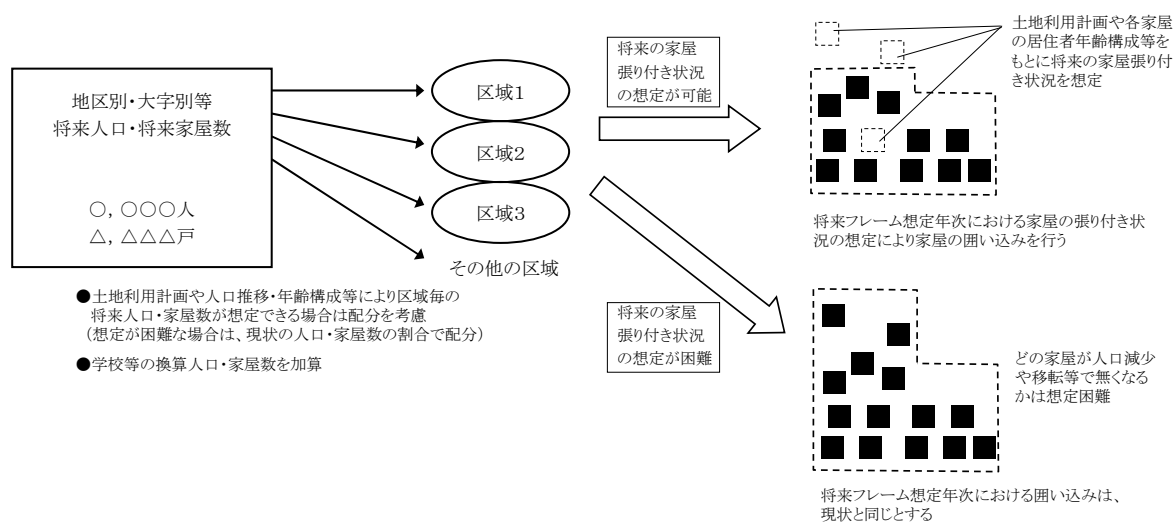 地区別・大字別等
将来人口・将来家屋数
○,○○○人
△,△△△戸
区域1
区域2
区域3
その他の区域
●土地利用計画や人口推移・年齢構成等により区域毎の
将来人口・家屋数が想定できる場合は配分を考慮
(想定が困難な場合は、現状の人口・家屋数の割合で配分)
●学校等の換算人口・家屋数を加算
将来の家屋
張り付き状況
の想定が可能
土地利用計画や各家屋
の居住者年齢構成等を
もとに将来の家屋張り付
き状況を想定
将来フレーム想定年次における家屋の張り付き状
況の想定により家屋の囲い込みを行う
将来の家屋
張り付き状況
の想定が困難
どの家屋が人口減少
や移転等で無くなる
かは想定困難
将来フレーム想定年次における囲い込みは、
現状と同じとする